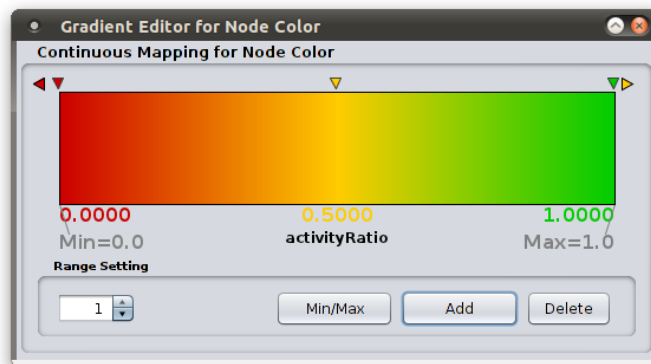 Gradient Editor for Node Color
Continuous Mapping for Node Color
0.0000 0.5000 1.0000
Min=0.0 activityRatio Max=1.0
Range Setting
1 Min/Max Add Delete